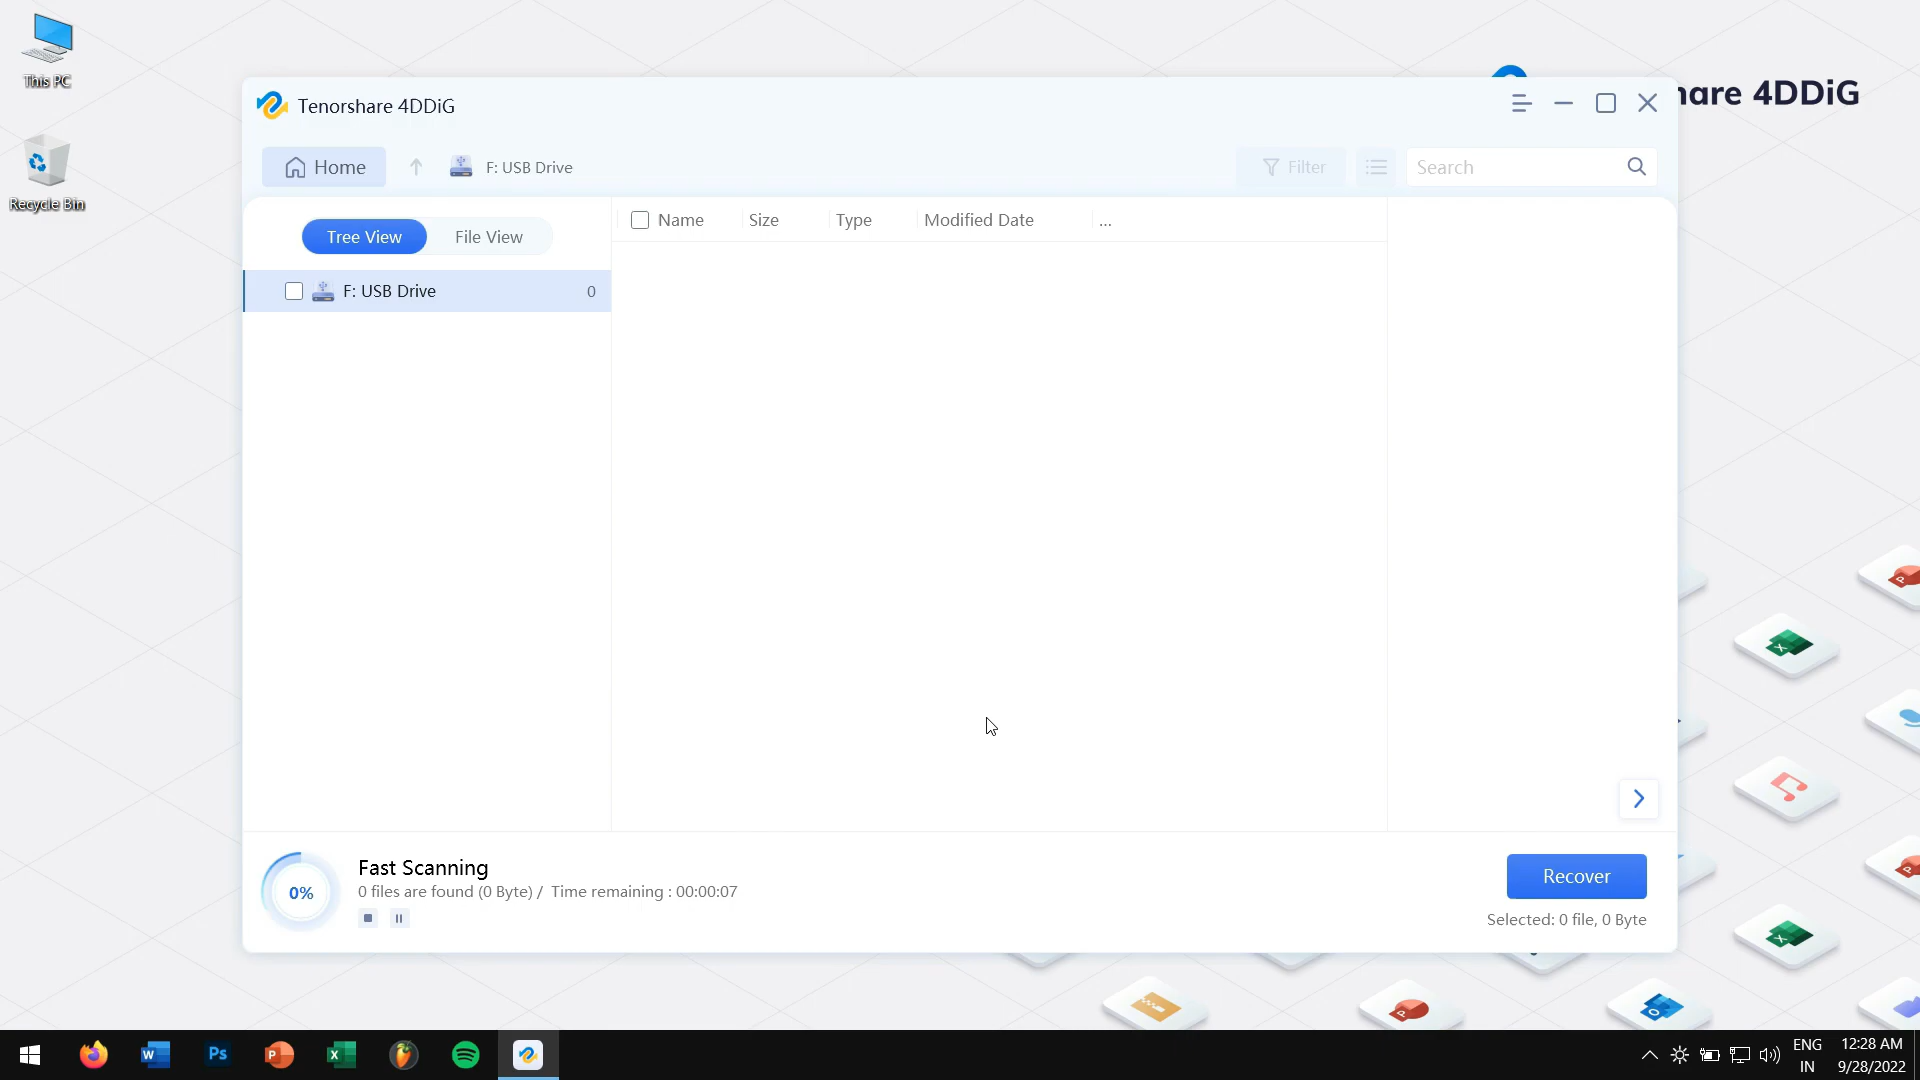 This PC
Recycle Bin
hare 4DDiG
Tenorshare 4DDiG
Home
F: USB Drive
Filter
Search
Tree View
File View
Name
Size
Type
Modified Date
...
F: USB Drive
0
0%
Fast Scanning
0 files are found (0 Byte) / Time remaining : 00:00:07
Recover
Selected: 0 file, 0 Byte
ENG
IN
12:28 AM
9/28/2022